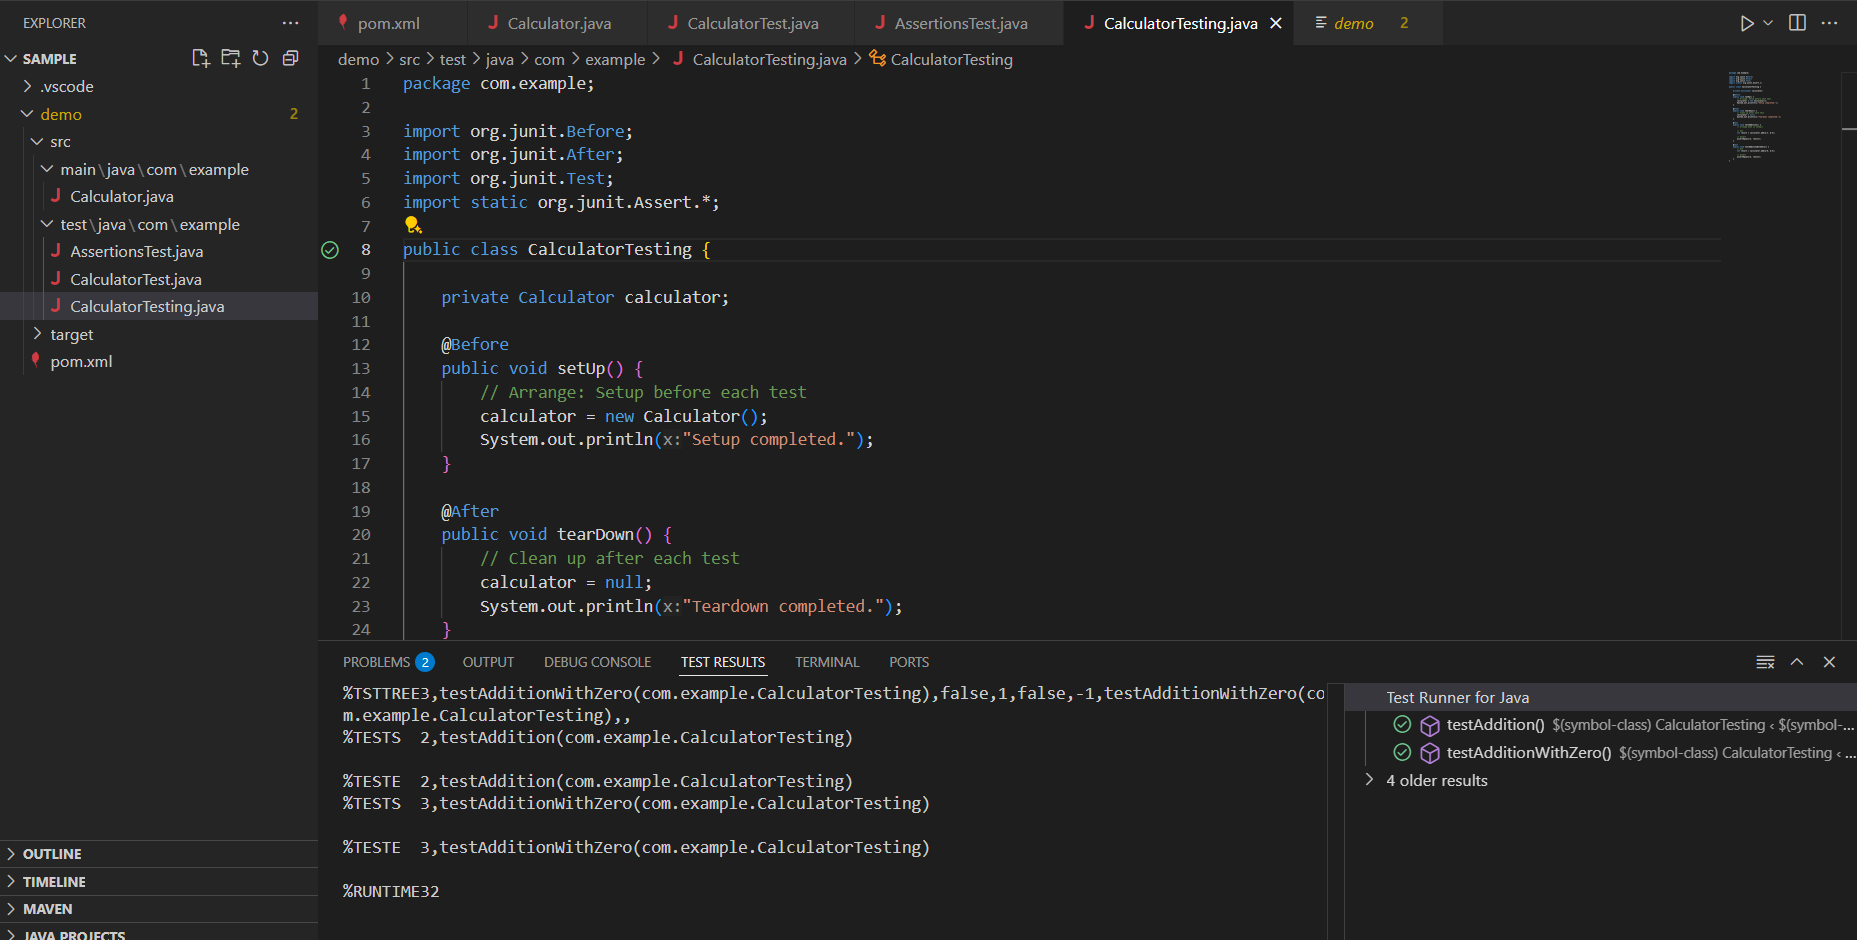 EXPLORER
SAMPLE
.vscode
demo 2
src
main\java\com\example
J Calculator.java
test\java\com\example
J AssertionsTest.java
J CalculatorTest.java
J CalculatorTesting.java
target
pom.xml
OUTLINE
TIMELINE
MAVEN
JAVA PROJECTS
pom.xml J Calculator.java J CalculatorTest.java J AssertionsTest.java J CalculatorTesting.java demo 2
demo > src > test > java > com > example > J CalculatorTesting.java > CalculatorTesting
1 package com.example;
2
3 import org.junit.Before;
4 import org.junit.After;
5 import org.junit.Test;
6 import static org.junit.Assert.*;
7
8 public class CalculatorTesting {
9
10 private Calculator calculator;
11
12 @Before
13 public void setUp() {
14 // Arrange: Setup before each test
15 calculator = new Calculator();
16 System.out.println(x:"Setup completed.");
17 }
18
19 @After
20 public void tearDown() {
21 // Clean up after each test
22 calculator = null;
23 System.out.println(x:"Teardown completed.");
24 }
PROBLEMS 2 OUTPUT DEBUG CONSOLE TEST RESULTS TERMINAL PORTS
%TSTTREE3,testAdditionWithZero(com.example.CalculatorTesting),false,1,false,-1,testAdditionWithZero(co
m.example.CalculatorTesting),,
%TESTS 2,testAddition(com.example.CalculatorTesting)
%TESTE 2,testAddition(com.example.CalculatorTesting)
%TESTS 3,testAdditionWithZero(com.example.CalculatorTesting)
%TESTE 3,testAdditionWithZero(com.example.CalculatorTesting)
%RUNTIME32
Test Runner for Java
testAddition() $(symbol-class) CalculatorTesting < $(symbol-...
testAdditionWithZero() $(symbol-class) CalculatorTesting < ...
4 older results